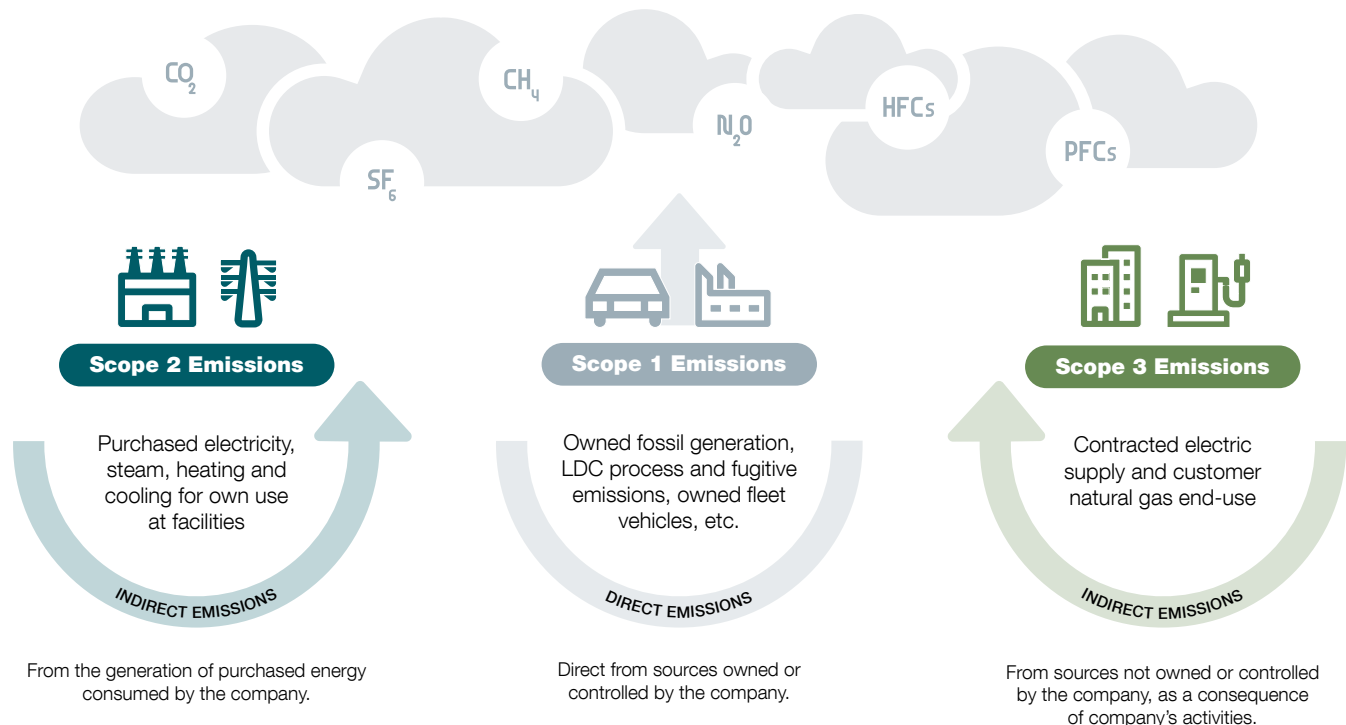 CO2
CH4
N2O
HFCs
PFCs
SF6
Scope 2 Emissions
Purchased electricity,
steam, heating and
cooling for own use
at facilities
INDIRECT EMISSIONS
From the generation of purchased energy
consumed by the company.
Scope 1 Emissions
Owned fossil generation,
LDC process and fugitive
emissions, owned fleet
vehicles, etc.
DIRECT EMISSIONS
Direct from sources owned or
controlled by the company.
Scope 3 Emissions
Contracted electric
supply and customer
natural gas end-use
INDIRECT EMISSIONS
From sources not owned or controlled
by the company, as a consequence
of company's activities.